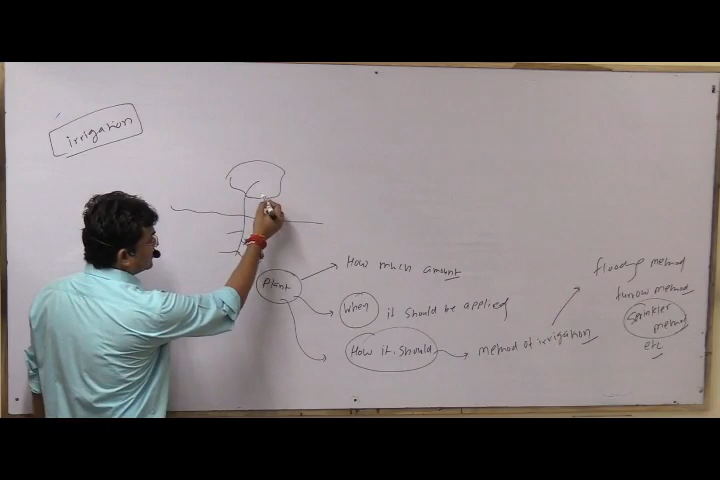 irrigation
Plant
How much amount
When it should be applied
How it should
method of irrigation
flooding method
furrow method
Sprinkler method
etc